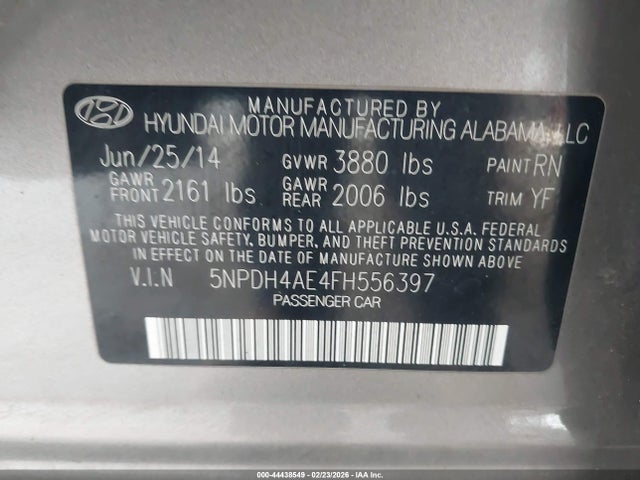 MANUFACTURED BY
HYUNDAI MOTOR MANUFACTURING ALABAMA, LLC
Jun/25/14 GVWR 3880 lbs PAINT RN
GAWR FRONT 2161 lbs GAWR REAR 2006 lbs TRIM YF
THIS VEHICLE CONFORMS TO ALL APPLICABLE U.S.A. FEDERAL
MOTOR VEHICLE SAFETY, BUMPER, AND THEFT PREVENTION STANDARDS
IN EFFECT ON THE DATE OF MANUFACTURE SHOWN ABOVE.
V.I.N 5NPDH4AE4FH556397
PASSENGER CAR
000-44438549 - 02/23/2026 - IAAI.COM